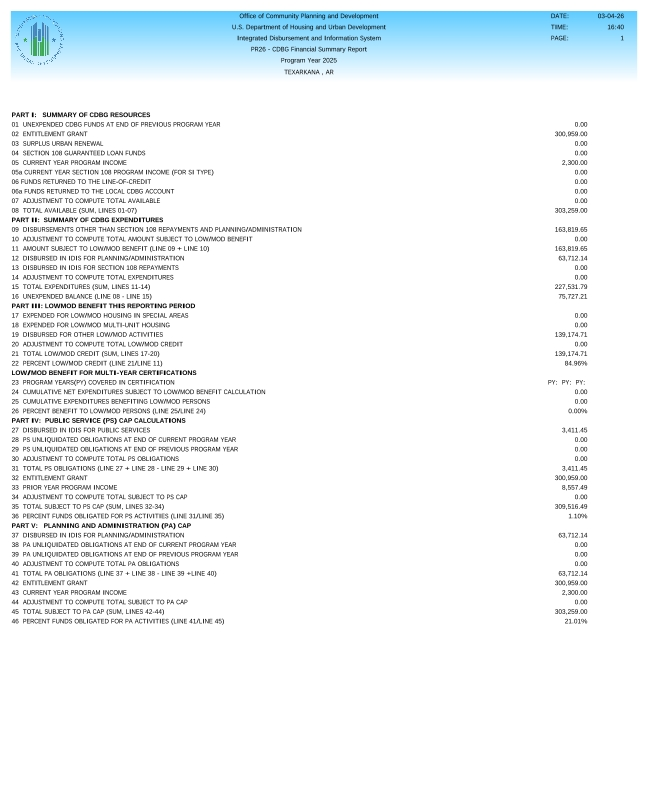 Office of Community Planning and Development
DATE: 03-04-26
U.S. Department of Housing and Urban Development
TIME: 16:40
Integrated Disbursement and Information System
PAGE: 1
PR26 - CDBG Financial Summary Report
Program Year 2025
TEXARKANA , AR
PART I: SUMMARY OF CDBG RESOURCES
01 UNEXPENDED CDBG FUNDS AT END OF PREVIOUS PROGRAM YEAR 0.00
02 ENTITLEMENT GRANT 300,959.00
03 SURPLUS URBAN RENEWAL 0.00
04 SECTION 108 GUARANTEED LOAN FUNDS 0.00
05 CURRENT YEAR PROGRAM INCOME 2,300.00
05a CURRENT YEAR SECTION 108 PROGRAM INCOME (FOR SI TYPE) 0.00
06 FUNDS RETURNED TO THE LINE-OF-CREDIT 0.00
06a FUNDS RETURNED TO THE LOCAL CDBG ACCOUNT 0.00
07 ADJUSTMENT TO COMPUTE TOTAL AVAILABLE 0.00
08 TOTAL AVAILABLE (SUM, LINES 01-07) 303,259.00
PART II: SUMMARY OF CDBG EXPENDITURES
09 DISBURSEMENTS OTHER THAN SECTION 108 REPAYMENTS AND PLANNING/ADMINISTRATION 163,819.65
10 ADJUSTMENT TO COMPUTE TOTAL AMOUNT SUBJECT TO LOW/MOD BENEFIT 0.00
11 AMOUNT SUBJECT TO LOW/MOD BENEFIT (LINE 09 + LINE 10) 163,819.65
12 DISBURSED IN IDIS FOR PLANNING/ADMINISTRATION 63,712.14
13 DISBURSED IN IDIS FOR SECTION 108 REPAYMENTS 0.00
14 ADJUSTMENT TO COMPUTE TOTAL EXPENDITURES 0.00
15 TOTAL EXPENDITURES (SUM, LINES 11-14) 227,531.79
16 UNEXPENDED BALANCE (LINE 08 - LINE 15) 75,727.21
PART III: LOWMOD BENEFIT THIS REPORTING PERIOD
17 EXPENDED FOR LOW/MOD HOUSING IN SPECIAL AREAS 0.00
18 EXPENDED FOR LOW/MOD MULTI-UNIT HOUSING 0.00
19 DISBURSED FOR OTHER LOW/MOD ACTIVITIES 139,174.71
20 ADJUSTMENT TO COMPUTE TOTAL LOW/MOD CREDIT 0.00
21 TOTAL LOW/MOD CREDIT (SUM, LINES 17-20) 139,174.71
22 PERCENT LOW/MOD CREDIT (LINE 21/LINE 11) 84.96%
LOW/MOD BENEFIT FOR MULTI-YEAR CERTIFICATIONS
23 PROGRAM YEARS(PY) COVERED IN CERTIFICATION PY: PY: PY:
24 CUMULATIVE NET EXPENDITURES SUBJECT TO LOW/MOD BENEFIT CALCULATION 0.00
25 CUMULATIVE EXPENDITURES BENEFITING LOW/MOD PERSONS 0.00
26 PERCENT BENEFIT TO LOW/MOD PERSONS (LINE 25/LINE 24) 0.00%
PART IV: PUBLIC SERVICE (PS) CAP CALCULATIONS
27 DISBURSED IN IDIS FOR PUBLIC SERVICES 3,411.45
28 PS UNLIQUIDATED OBLIGATIONS AT END OF CURRENT PROGRAM YEAR 0.00
29 PS UNLIQUIDATED OBLIGATIONS AT END OF PREVIOUS PROGRAM YEAR 0.00
30 ADJUSTMENT TO COMPUTE TOTAL PS OBLIGATIONS 0.00
31 TOTAL PS OBLIGATIONS (LINE 27 + LINE 28 - LINE 29 + LINE 30) 3,411.45
32 ENTITLEMENT GRANT 300,959.00
33 PRIOR YEAR PROGRAM INCOME 8,557.49
34 ADJUSTMENT TO COMPUTE TOTAL SUBJECT TO PS CAP 0.00
35 TOTAL SUBJECT TO PS CAP (SUM, LINES 32-34) 309,516.49
36 PERCENT FUNDS OBLIGATED FOR PS ACTIVITIES (LINE 31/LINE 35) 1.10%
PART V: PLANNING AND ADMINISTRATION (PA) CAP
37 DISBURSED IN IDIS FOR PLANNING/ADMINISTRATION 63,712.14
38 PA UNLIQUIDATED OBLIGATIONS AT END OF CURRENT PROGRAM YEAR 0.00
39 PA UNLIQUIDATED OBLIGATIONS AT END OF PREVIOUS PROGRAM YEAR 0.00
40 ADJUSTMENT TO COMPUTE TOTAL PA OBLIGATIONS 0.00
41 TOTAL PA OBLIGATIONS (LINE 37 + LINE 38 - LINE 39 +LINE 40) 63,712.14
42 ENTITLEMENT GRANT 300,959.00
43 CURRENT YEAR PROGRAM INCOME 2,300.00
44 ADJUSTMENT TO COMPUTE TOTAL SUBJECT TO PA CAP 0.00
45 TOTAL SUBJECT TO PA CAP (SUM, LINES 42-44) 303,259.00
46 PERCENT FUNDS OBLIGATED FOR PA ACTIVITIES (LINE 41/LINE 45) 21.01%